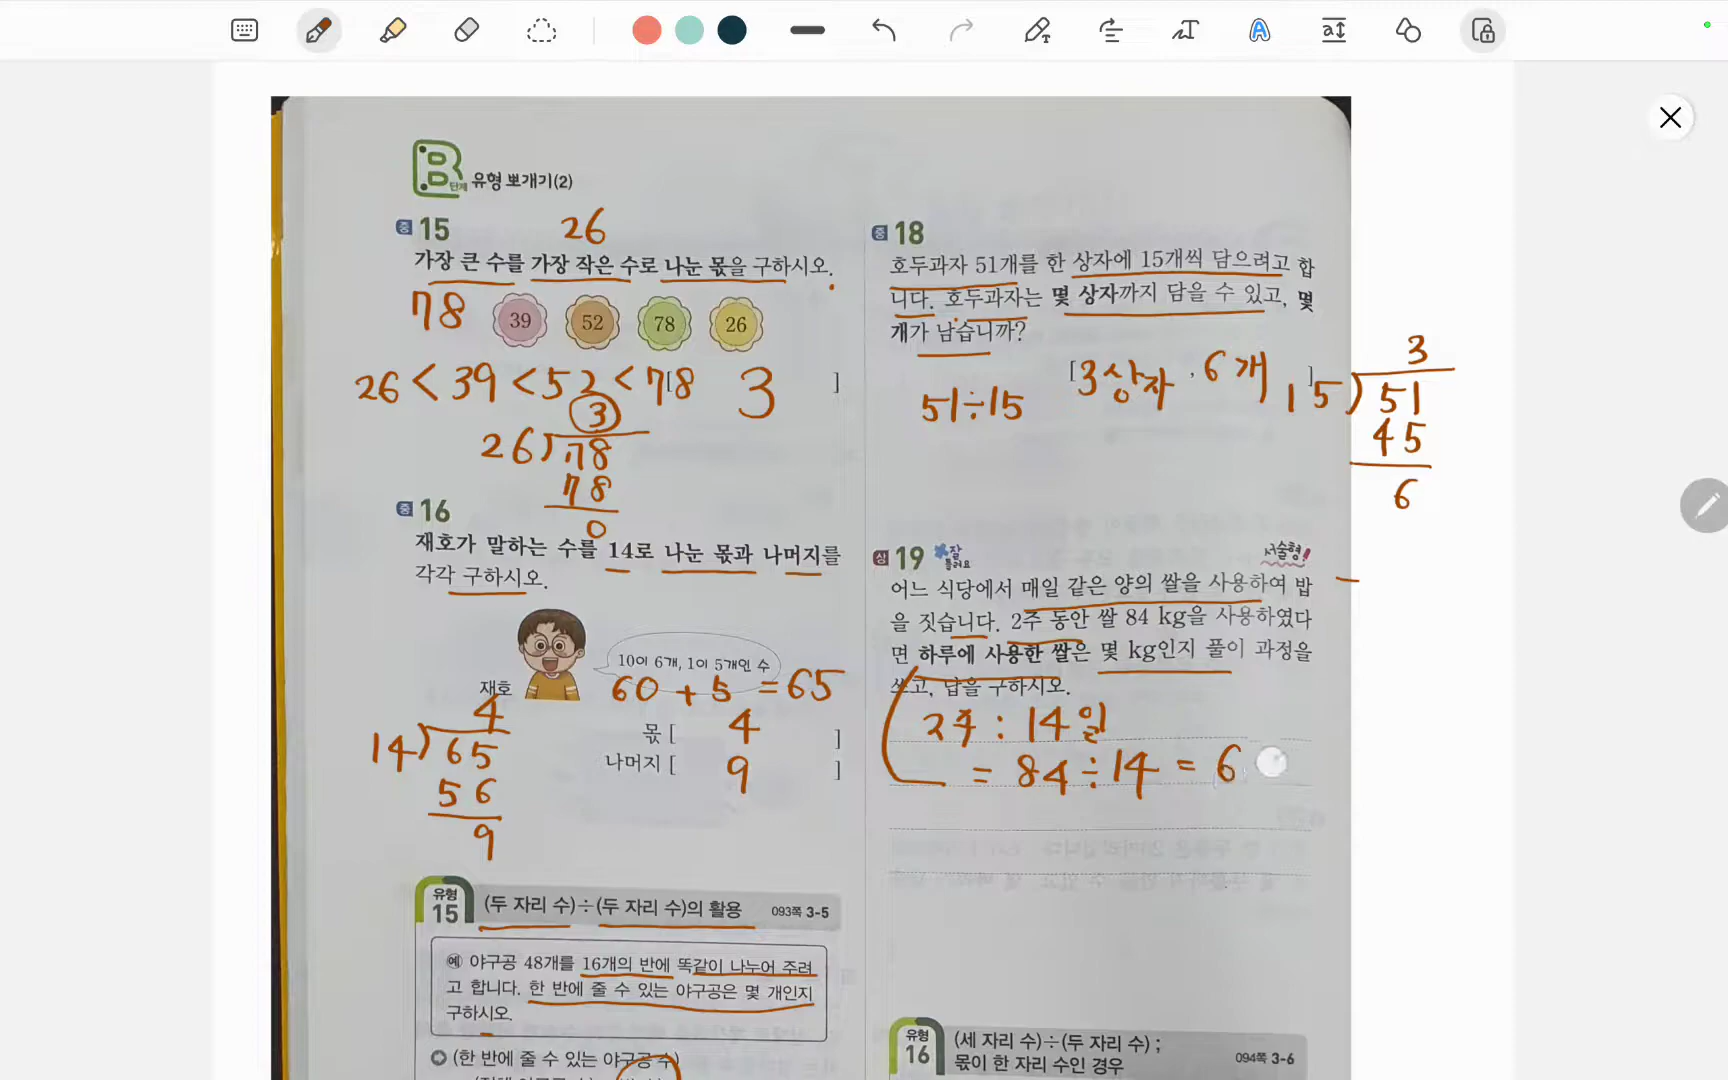 B 단계 유형 뽀개기(2)
중 15
26
가장 큰 수를 가장 작은 수로 나눈 몫을 구하시오.
78
39 52 78 26
26 < 39 < 52 < 78 [ 3 ]
3
26)78
78
0
중 16
재호가 말하는 수를 14로 나눈 몫과 나머지를
각각 구하시오.
10이 6개, 1이 5개인 수
재호
60 + 5 = 65
4
14)65
56
9
몫 [ 4 ]
나머지 [ 9 ]
유형 15 (두 자리 수)÷(두 자리 수)의 활용 093쪽 3-5
예 야구공 48개를 16개의 반에 똑같이 나누어 주려
고 합니다. 한 반에 줄 수 있는 야구공은 몇 개인지
구하시오.
(한 반에 줄 수 있는 야구공 수)
중 18
호두과자 51개를 한 상자에 15개씩 담으려고 합
니다. 호두과자는 몇 상자까지 담을 수 있고, 몇
개가 남습니까?
[3상자, 6개]
51÷15
3
15)51
45
6
상 19 잘 틀려요 서술형!
어느 식당에서 매일 같은 양의 쌀을 사용하여 밥
을 짓습니다. 2주 동안 쌀 84 kg을 사용하였다
면 하루에 사용한 쌀은 몇 kg인지 풀이 과정을
쓰고, 답을 구하시오.
2주 : 14일
= 84÷14 = 6
유형 16 (세 자리 수)÷(두 자리 수) ;
몫이 한 자리 수인 경우 094쪽 3-6